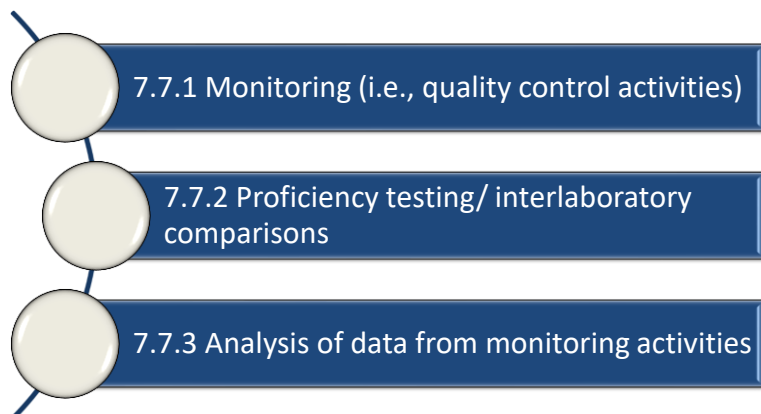 7.7.1 Monitoring (i.e., quality control activities)
7.7.2 Proficiency testing/ interlaboratory
comparisons
7.7.3 Analysis of data from monitoring activities